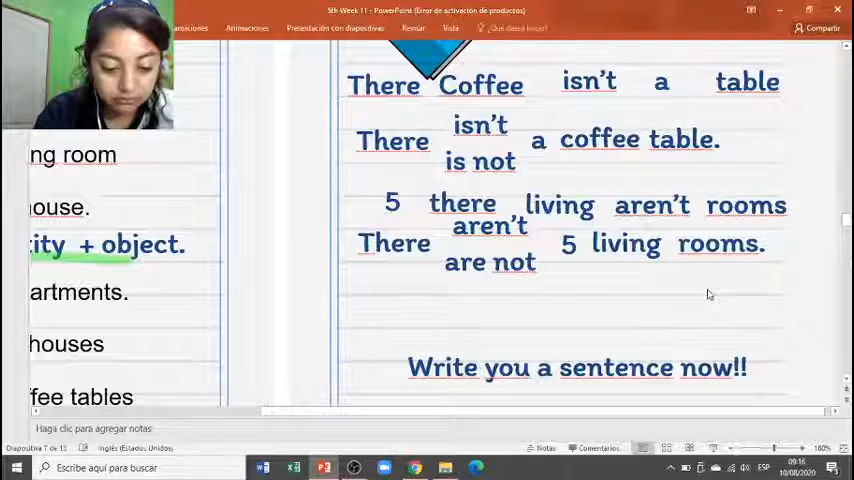 5th Week 11 - PowerPoint (Error de activación de productos)
Animaciones Presentación con diapositivas Revisar Vista ¿Qué desea hacer? Compartir
There Coffee isn't a table
isn't
There a coffee table.
is not
ng room
5 there living aren't rooms
ouse.
aren't
There 5 living rooms.
are not
ity + object.
artments.
houses
Write you a sentence now!!
fee tables
Haga clic para agregar notas
Diapositiva 7 de 13 Inglés (Estados Unidos) Notas Comentarios 180%
Escribe aquí para buscar ESP 09:16
10/08/2020